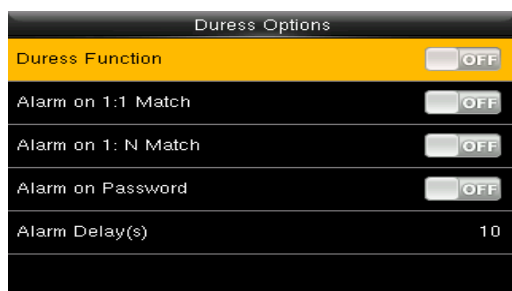 Duress Options
Duress Function OFF
Alarm on 1:1 Match OFF
Alarm on 1: N Match OFF
Alarm on Password OFF
Alarm Delay(s) 10